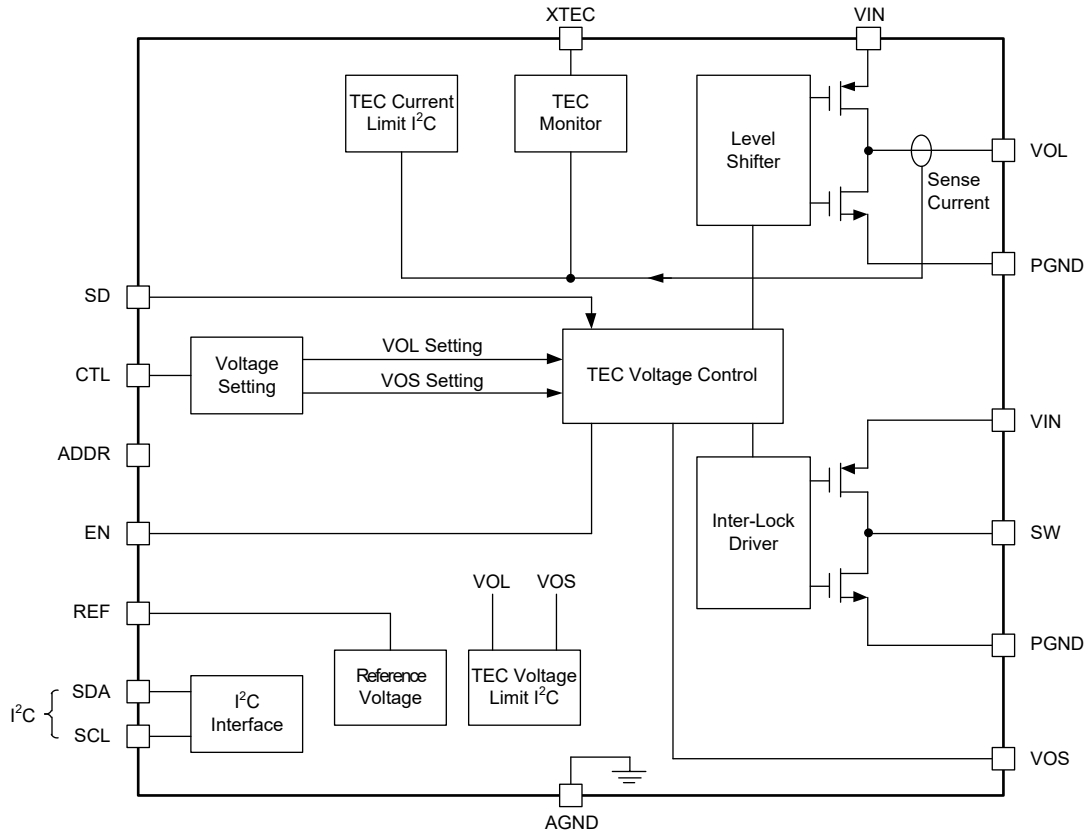 XTEC
VIN
TEC Current
Limit I²C
TEC
Monitor
Level
Shifter
VOL
Sense
Current
PGND
SD
CTL
Voltage
Setting
VOL Setting
VOS Setting
TEC Voltage Control
ADDR
VIN
EN
Inter-Lock
Driver
SW
REF
VOL
VOS
Reference
Voltage
TEC Voltage
Limit I²C
PGND
I²C
SDA
SCL
I²C
Interface
VOS
AGND